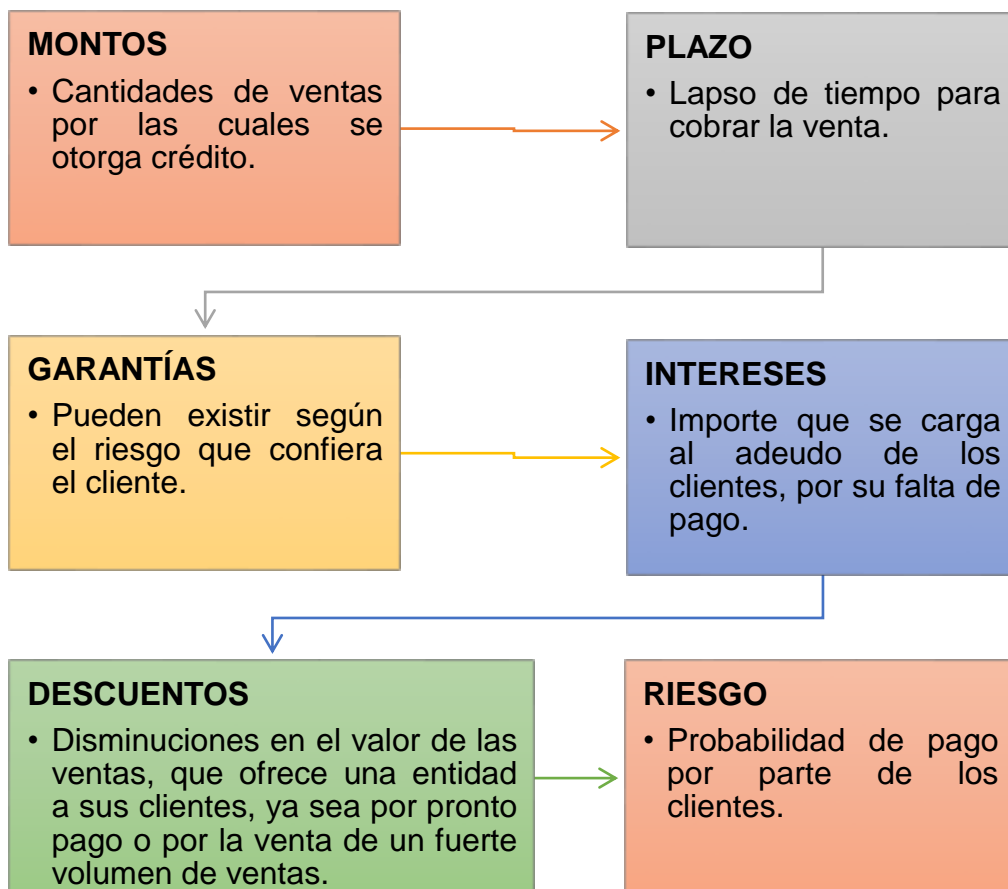 MONTOS
• Cantidades de ventas
por las cuales se
otorga crédito.
PLAZO
• Lapso de tiempo para
cobrar la venta.
GARANTÍAS
• Pueden existir según
el riesgo que confiera
el cliente.
INTERESES
• Importe que se carga
al adeudo de los
clientes, por su falta de
pago.
DESCUENTOS
• Disminuciones en el valor de las
ventas, que ofrece una entidad
a sus clientes, ya sea por pronto
pago o por la venta de un fuerte
volumen de ventas.
RIESGO
• Probabilidad de pago
por parte de los
clientes.